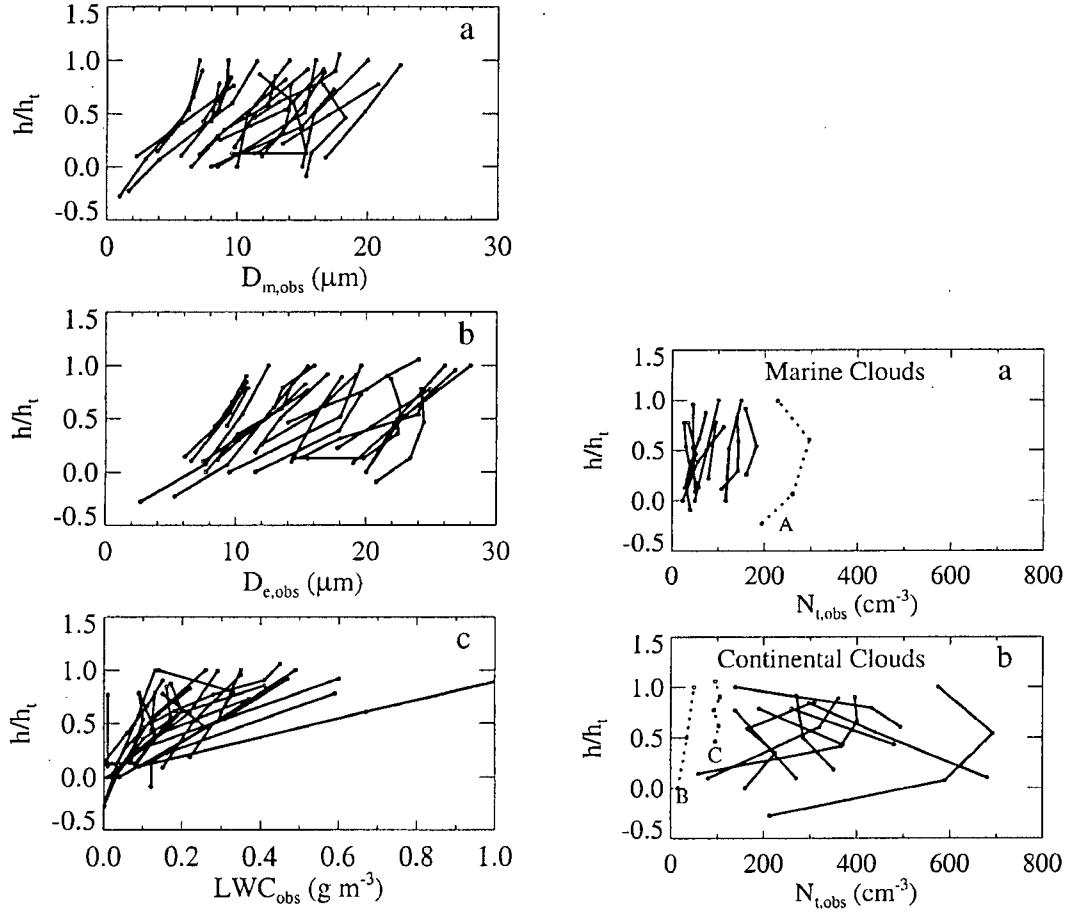 a
1.5
1.0
0.5
0.0
-0.5
h/hₜ
0
10
20
30
D_m,obs (μm)
b
1.5
1.0
0.5
0.0
-0.5
h/hₜ
0
10
20
30
D_e,obs (μm)
c
1.5
1.0
0.5
0.0
-0.5
h/hₜ
0.0
0.2
0.4
0.6
0.8
1.0
LWC_obs (g m⁻³)
Marine Clouds
a
1.5
1.0
0.5
0.0
-0.5
h/hₜ
A
0
200
400
600
800
N_t,obs (cm⁻³)
Continental Clouds
b
1.5
1.0
0.5
0.0
-0.5
h/hₜ
B
C
0
200
400
600
800
N_t,obs (cm⁻³)